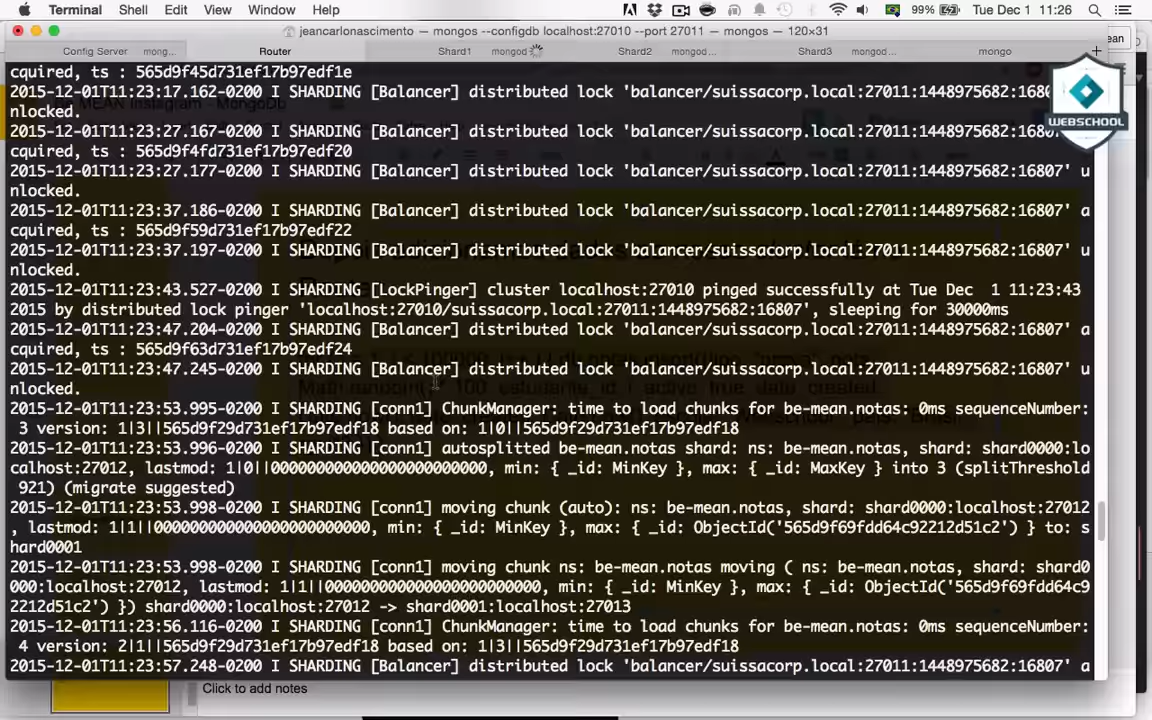 Terminal Shell Edit View Window Help 99% Tue Dec 1 11:26
jeancarlonascimento — mongos --configdb localhost:27010 --port 27011 — mongos — 120×31
Config Server mong... Router Shard1 mongod Shard2 mongod... Shard3 mongod... mongo +
cquired, ts : 565d9f45d731ef17b97edf1e
2015-12-01T11:23:17.162-0200 I SHARDING [Balancer] distributed lock 'balancer/suissacorp.local:27011:1448975682:1680
nlocked.
2015-12-01T11:23:27.167-0200 I SHARDING [Balancer] distributed lock 'balancer/suissacorp.local:27011:1448975682:1680
cquired, ts : 565d9f4fd731ef17b97edf20
2015-12-01T11:23:27.177-0200 I SHARDING [Balancer] distributed lock 'balancer/suissacorp.local:27011:1448975682:16807' u
nlocked.
2015-12-01T11:23:37.186-0200 I SHARDING [Balancer] distributed lock 'balancer/suissacorp.local:27011:1448975682:16807' a
cquired, ts : 565d9f59d731ef17b97edf22
2015-12-01T11:23:37.197-0200 I SHARDING [Balancer] distributed lock 'balancer/suissacorp.local:27011:1448975682:16807' u
nlocked.
2015-12-01T11:23:43.527-0200 I SHARDING [LockPinger] cluster localhost:27010 pinged successfully at Tue Dec  1 11:23:43
2015 by distributed lock pinger 'localhost:27010/suissacorp.local:27011:1448975682:16807', sleeping for 30000ms
2015-12-01T11:23:47.204-0200 I SHARDING [Balancer] distributed lock 'balancer/suissacorp.local:27011:1448975682:16807' a
cquired, ts : 565d9f63d731ef17b97edf24
2015-12-01T11:23:47.245-0200 I SHARDING [Balancer] distributed lock 'balancer/suissacorp.local:27011:1448975682:16807' u
nlocked.
2015-12-01T11:23:53.995-0200 I SHARDING [conn1] ChunkManager: time to load chunks for be-mean.notas: 0ms sequenceNumber:
3 version: 1|3||565d9f29d731ef17b97edf18 based on: 1|0||565d9f29d731ef17b97edf18
2015-12-01T11:23:53.996-0200 I SHARDING [conn1] autosplitted be-mean.notas shard: ns: be-mean.notas, shard: shard0000:lo
calhost:27012, lastmod: 1|0||000000000000000000000000, min: { _id: MinKey }, max: { _id: MaxKey } into 3 (splitThreshold
921) (migrate suggested)
2015-12-01T11:23:53.998-0200 I SHARDING [conn1] moving chunk (auto): ns: be-mean.notas, shard: shard0000:localhost:27012
, lastmod: 1|1||000000000000000000000000, min: { _id: MinKey }, max: { _id: ObjectId('565d9f69fdd64c92212d51c2') } to: s
hard0001
2015-12-01T11:23:53.998-0200 I SHARDING [conn1] moving chunk ns: be-mean.notas moving ( ns: be-mean.notas, shard: shard0
000:localhost:27012, lastmod: 1|1||000000000000000000000000, min: { _id: MinKey }, max: { _id: ObjectId('565d9f69fdd64c9
2212d51c2') }) shard0000:localhost:27012 -> shard0001:localhost:27013
2015-12-01T11:23:56.116-0200 I SHARDING [conn1] ChunkManager: time to load chunks for be-mean.notas: 0ms sequenceNumber:
4 version: 2|1||565d9f29d731ef17b97edf18 based on: 1|3||565d9f29d731ef17b97edf18
2015-12-01T11:23:57.248-0200 I SHARDING [Balancer] distributed lock 'balancer/suissacorp.local:27011:1448975682:16807' a
WEBSCHOOL
Click to add notes